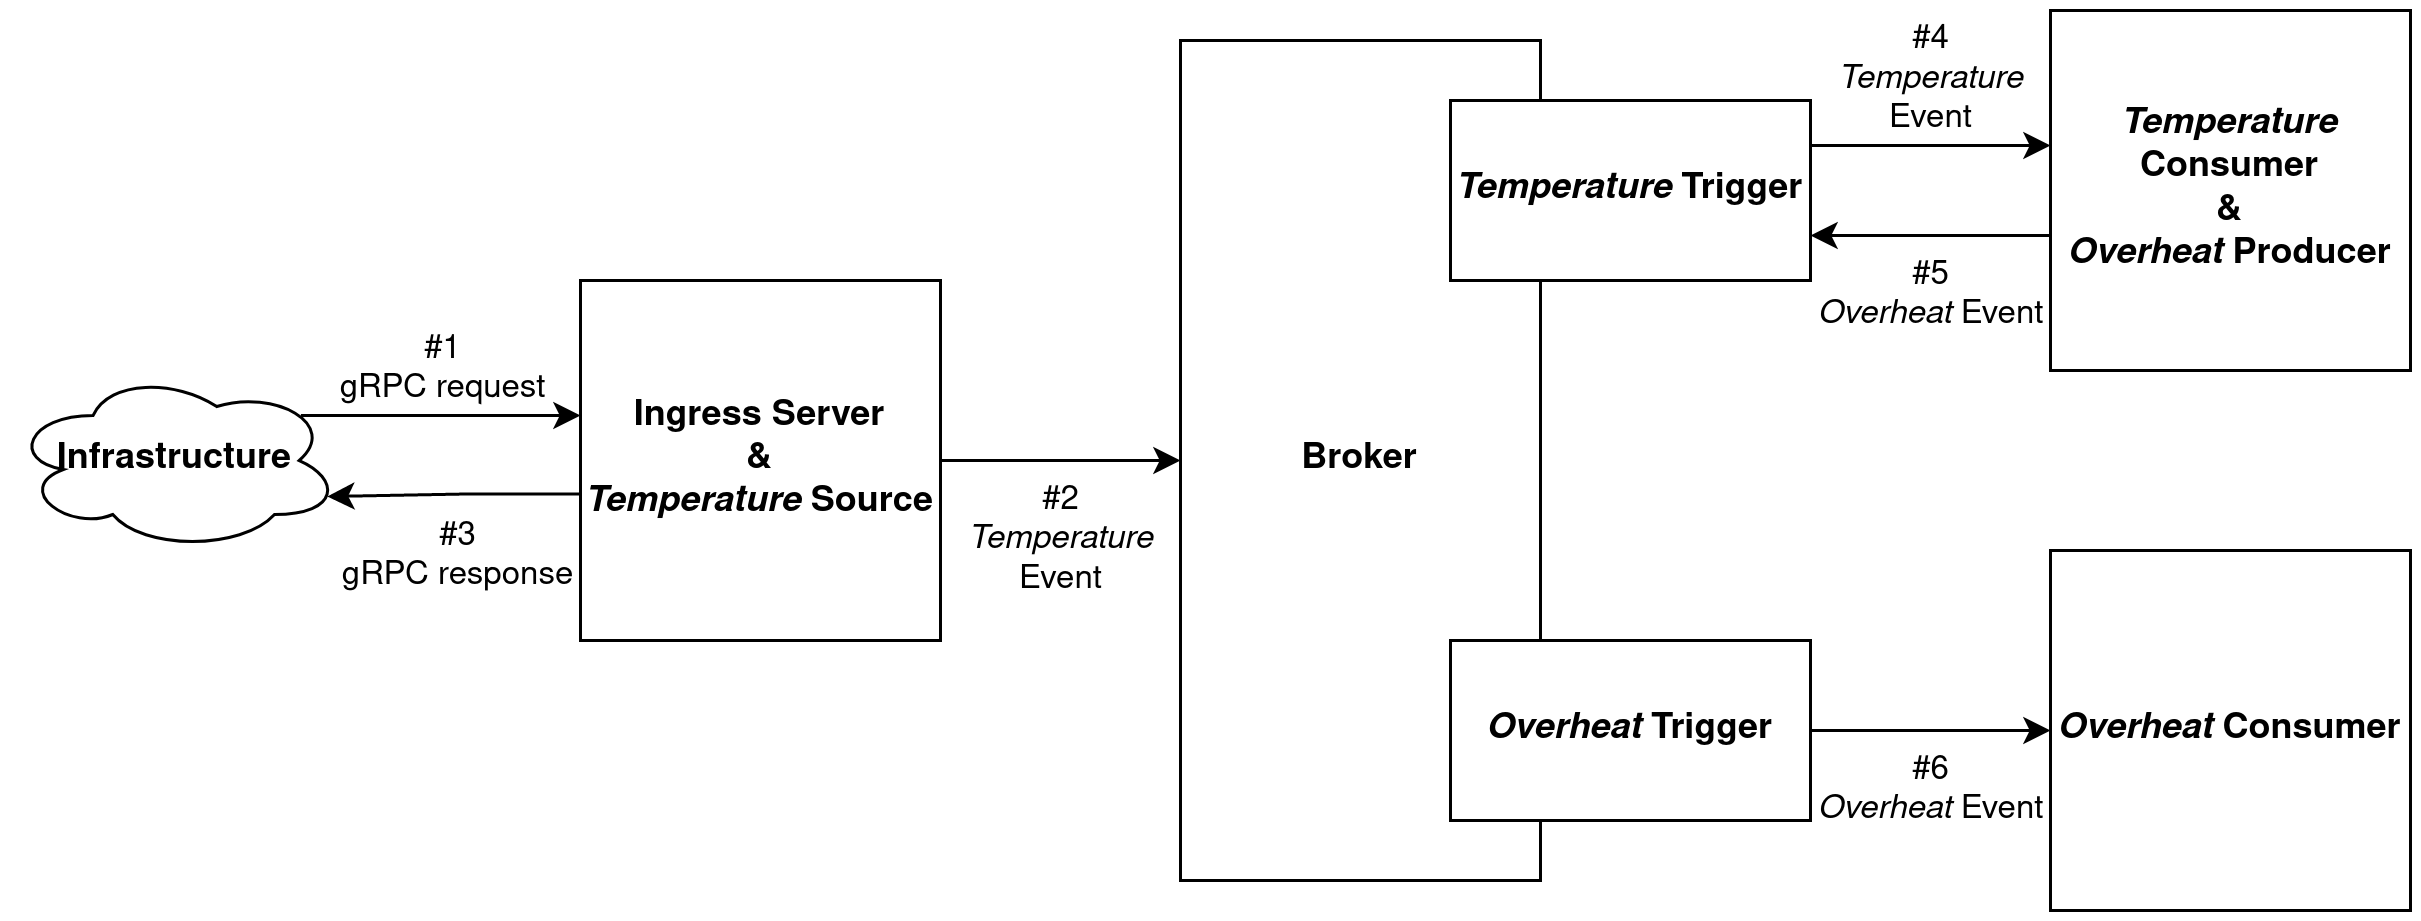 #1
gRPC request
Infrastructure
#3
gRPC response
Ingress Server
&
Temperature Source
#2
Temperature
Event
Broker
Temperature Trigger
#4
Temperature
Event
#5
Overheat Event
Temperature
Consumer
&
Overheat Producer
Overheat Trigger
#6
Overheat Event
Overheat Consumer